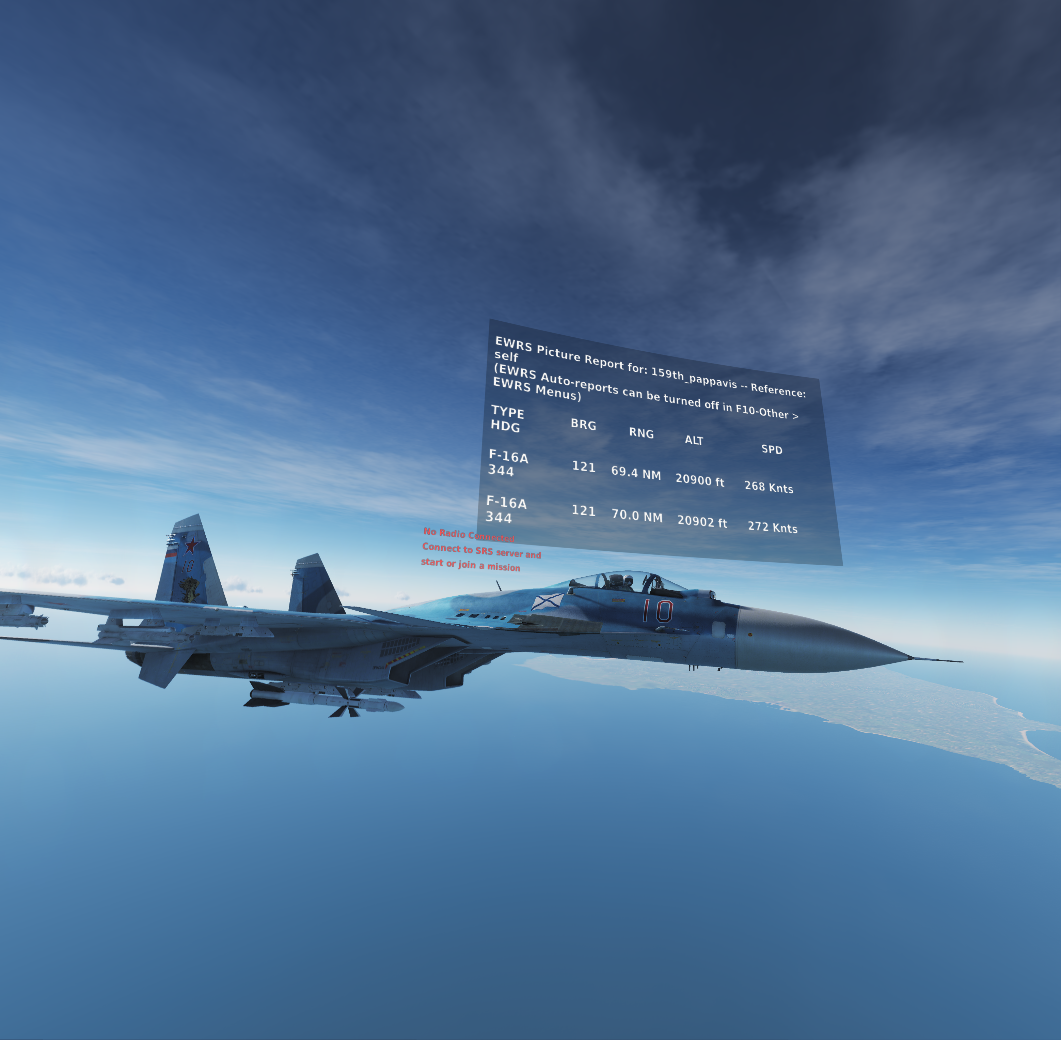 EWRS Picture Report for: 159th_pappavis -- Reference:
self
(EWRS Auto-reports can be turned off in F10-Other >
EWRS Menus)
TYPE BRG RNG ALT SPD
HDG
F-16A 121 69.4 NM 20900 ft 268 Knts
344
F-16A 121 70.0 NM 20902 ft 272 Knts
344
No Radio
Connect to SRS server and
start or join a mission
10